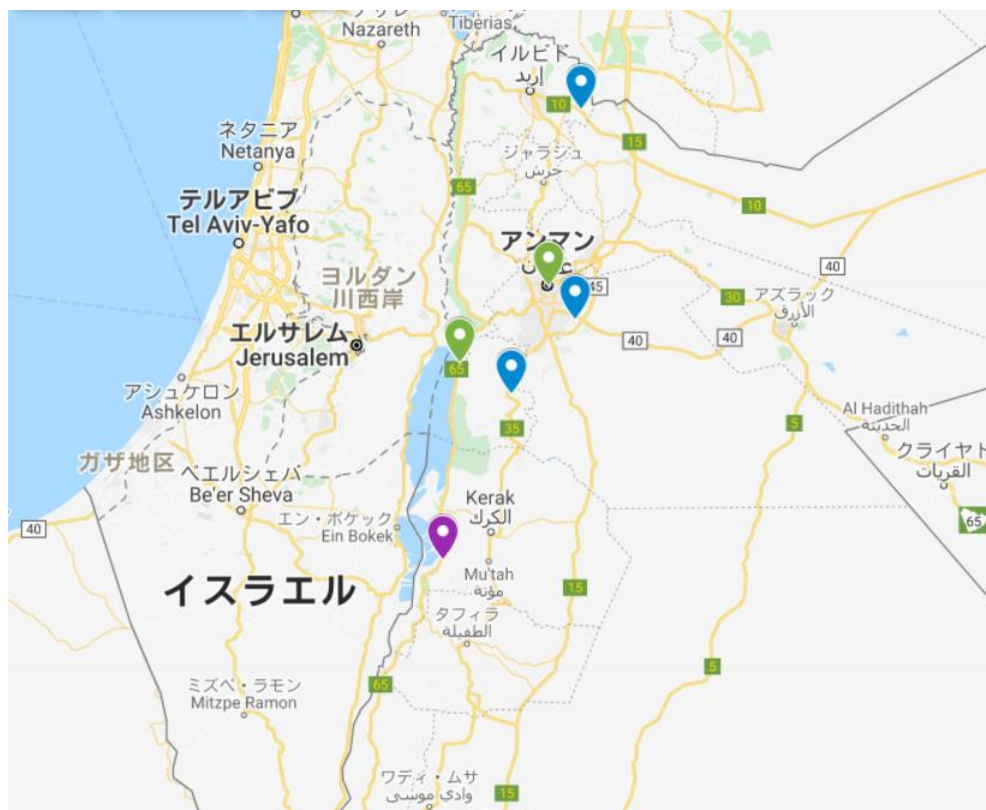 Tiberias
Nazareth
イルビド
إربد
10
15
ネタニア
Netanya
ジャラシュ
جرش
65
テルアビブ
Tel Aviv-Yafo
10
アンマン
ヨルダン
川西岸
45
40
30
アズラック
الأزرق
エルサレム
Jerusalem
40
40
65
アシュケロン
Ashkelon
35
5
Al Hadithah
الحديثة
ガザ地区
ベエルシェバ
Be'er Sheva
クライヤト
القريات
Kerak
الكرك
40
エン・ボケック
Ein Bokek
65
イスラエル
Mu'tah
مؤتة
15
タフィラ
الطفيلة
5
65
ミズペ・ラモン
Mitzpe Ramon
ワディ・ムサ
وادي موسى
15